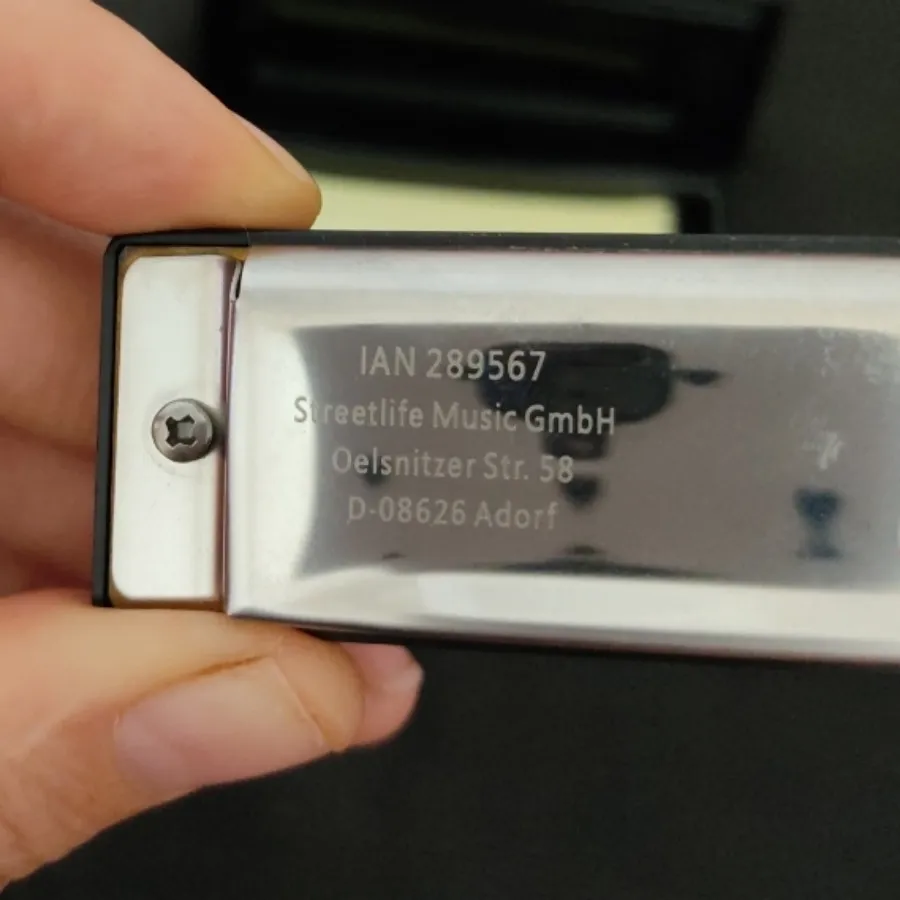 IAN 289567
Streetlife Music GmbH
Oelsnitzer Str. 58
D-08626 Adorf